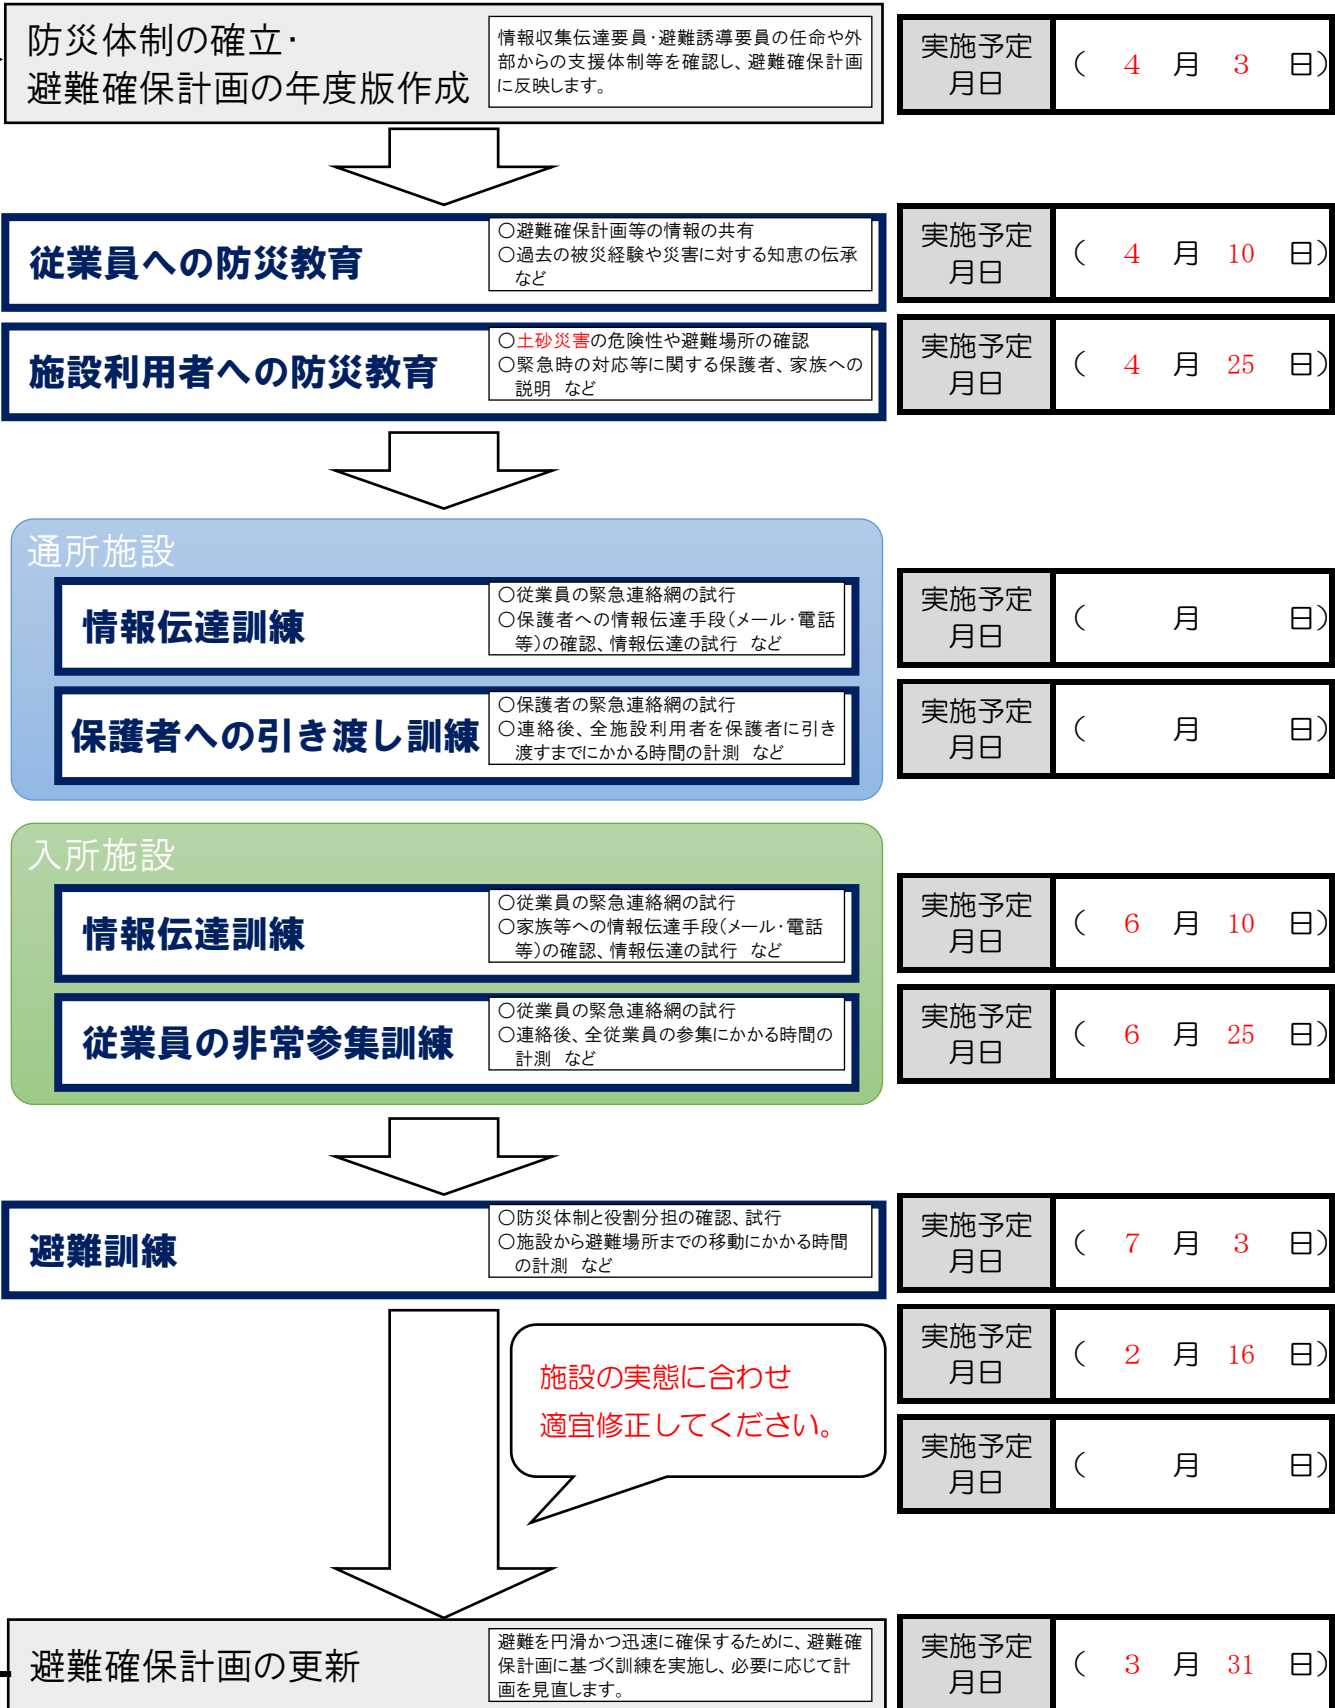 防災体制の確立・
避難確保計画の年度版作成
情報収集伝達要員・避難誘導要員の任命や外
部からの支援体制等を確認し、避難確保計画
に反映します。
実施予定
月日
（ 4 月 3 日）
従業員への防災教育
○避難確保計画等の情報の共有
○過去の被災経験や災害に対する知恵の伝承
など
実施予定
月日
（ 4 月 10 日）
施設利用者への防災教育
○土砂災害の危険性や避難場所の確認
○緊急時の対応等に関する保護者、家族への
説明 など
実施予定
月日
（ 4 月 25 日）
通所施設
情報伝達訓練
○従業員の緊急連絡網の試行
○保護者への情報伝達手段（メール・電話
等）の確認、情報伝達の試行 など
実施予定
月日
（ 月 日）
保護者への引き渡し訓練
○保護者の緊急連絡網の試行
○連絡後、全施設利用者を保護者に引き
渡すまでにかかる時間の計測 など
実施予定
月日
（ 月 日）
入所施設
情報伝達訓練
○従業員の緊急連絡網の試行
○家族等への情報伝達手段（メール・電話
等）の確認、情報伝達の試行 など
実施予定
月日
（ 6 月 10 日）
従業員の非常参集訓練
○従業員の緊急連絡網の試行
○連絡後、全従業員の参集にかかる時間の
計測 など
実施予定
月日
（ 6 月 25 日）
避難訓練
○防災体制と役割分担の確認、試行
○施設から避難場所までの移動にかかる時間
の計測 など
実施予定
月日
（ 7 月 3 日）
実施予定
月日
（ 2 月 16 日）
施設の実態に合わせ
適宜修正してください。
実施予定
月日
（ 月 日）
避難確保計画の更新
避難を円滑かつ迅速に確保するために、避難確
保計画に基づく訓練を実施し、必要に応じて計
画を見直します。
実施予定
月日
（ 3 月 31 日）